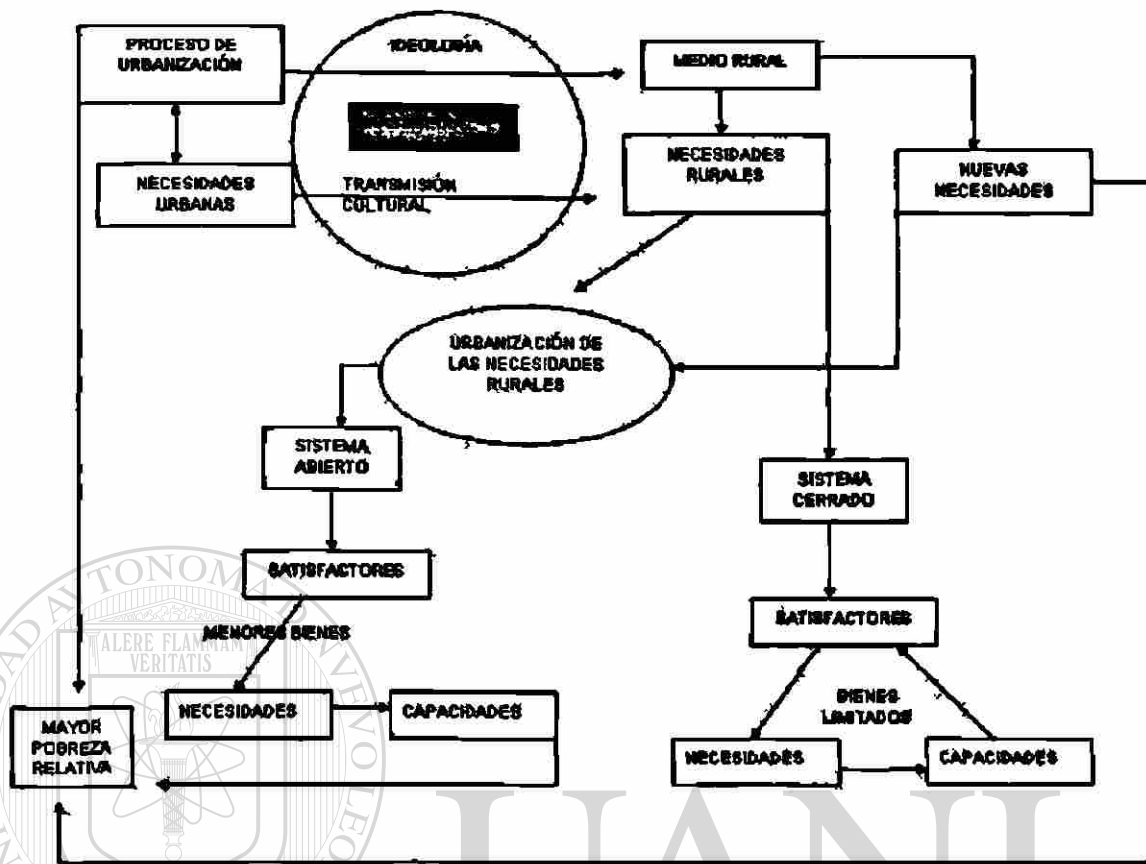 PROCESO DE
URBANIZACIÓN
IDEOLOGÍA
MEDIO RURAL
NECESIDADES
URBANAS
TRANSMISIÓN
CULTURAL
NECESIDADES
RURALES
NUEVAS
NECESIDADES
URBANIZACIÓN DE
LAS NECESIDADES
RURALES
SISTEMA
ABIERTO
SISTEMA
CERRADO
SATISFACTORES
MENORES BIENES
NECESIDADES
CAPACIDADES
MAYOR
POBREZA
RELATIVA
SATISFACTORES
BIENES
LIMITADOS
NECESIDADES
CAPACIDADES
ALERE FLAMMAM
VERITATIS
UANL